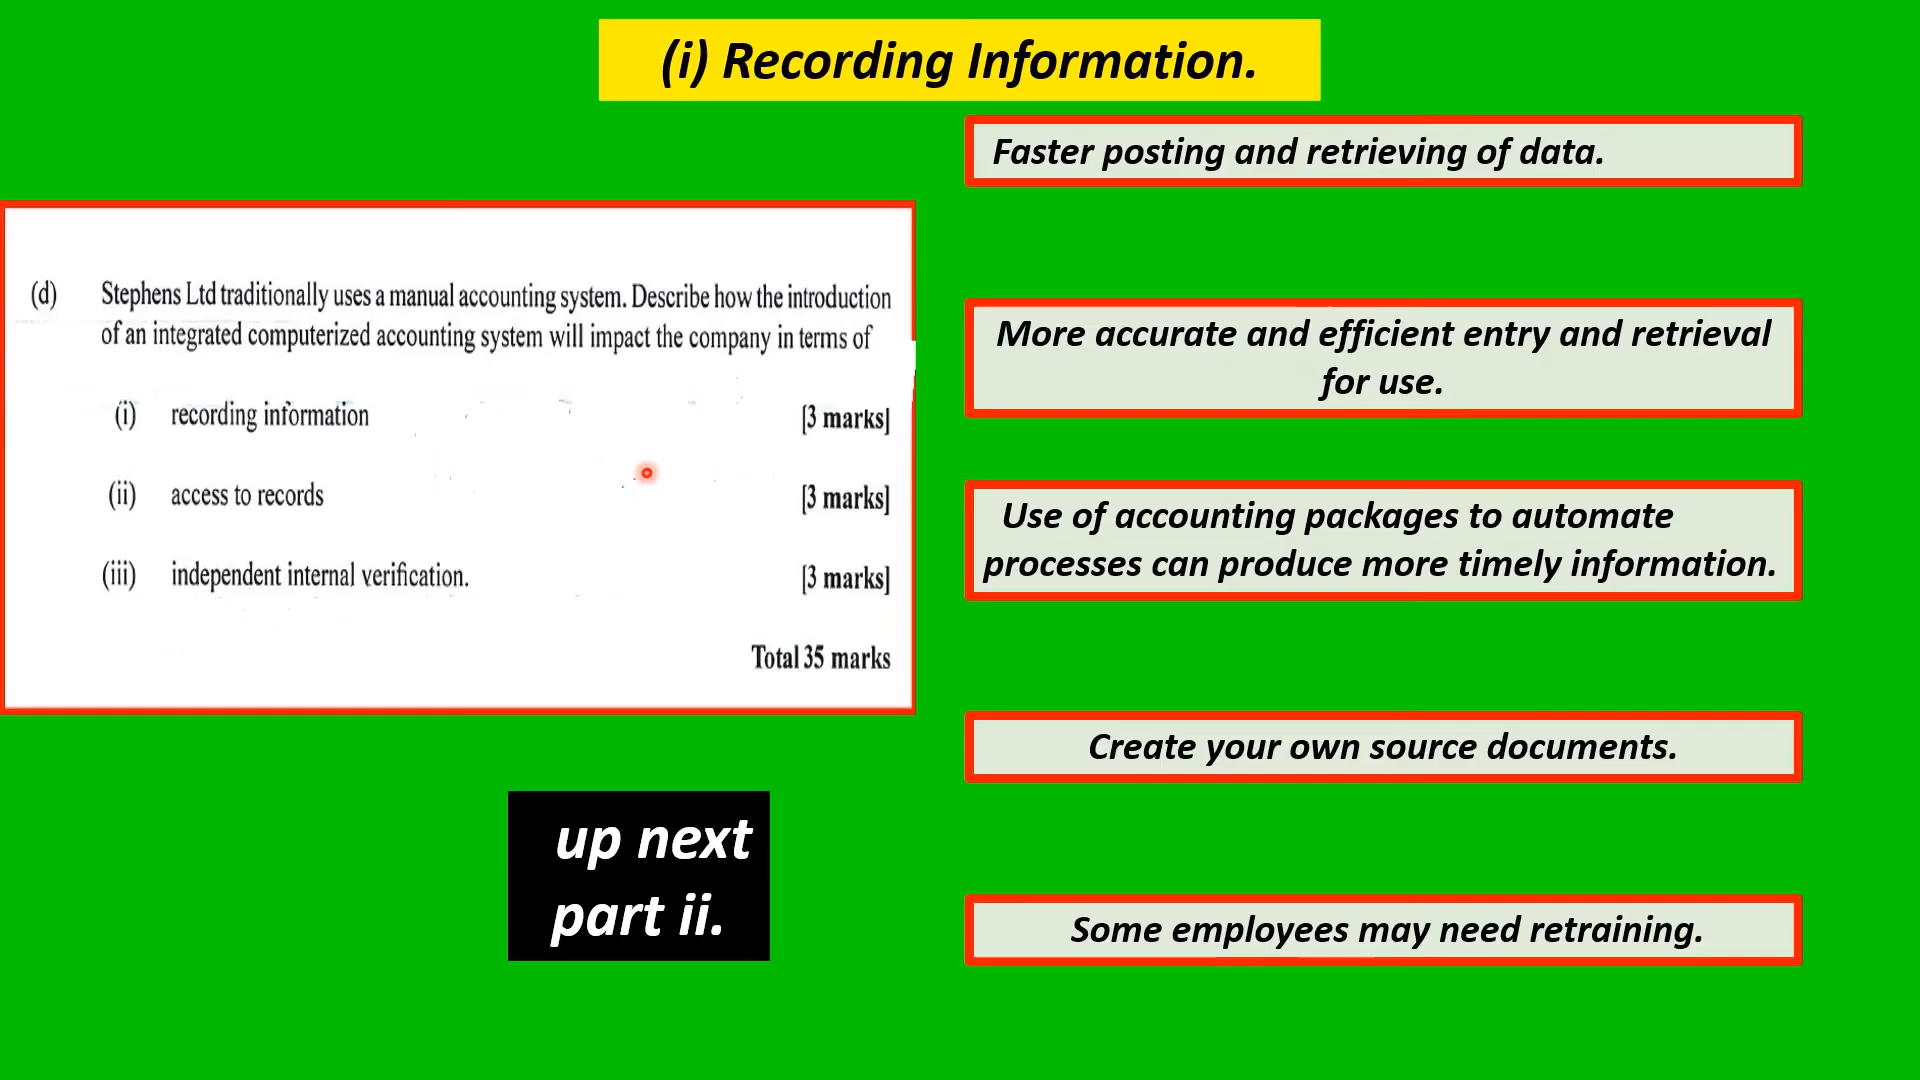 (i) Recording Information.
(d) Stephens Ltd traditionally uses a manual accounting system. Describe how the introduction
of an integrated computerized accounting system will impact the company in terms of
(i) recording information [3 marks]
(ii) access to records [3 marks]
(iii) independent internal verification. [3 marks]
Total 35 marks
up next
part ii.
Faster posting and retrieving of data.
More accurate and efficient entry and retrieval
for use.
Use of accounting packages to automate
processes can produce more timely information.
Create your own source documents.
Some employees may need retraining.